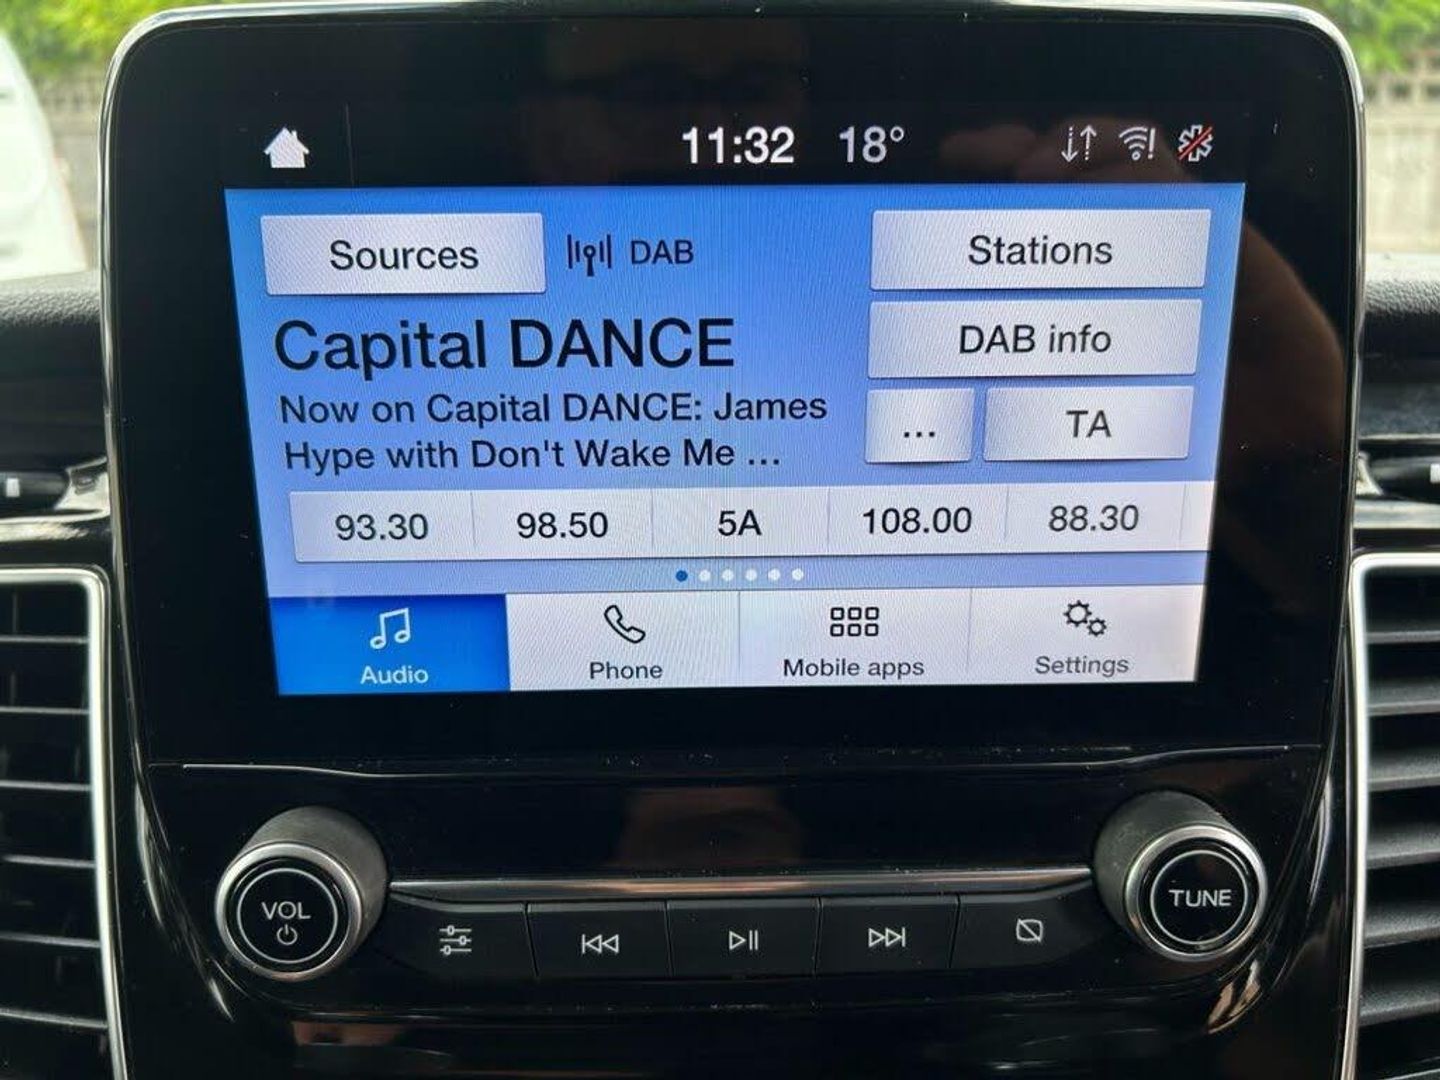 11:32 18°
Sources DAB Stations
Capital DANCE
DAB info
Now on Capital DANCE: James
Hype with Don't Wake Me ...
... TA
93.30 98.50 5A 108.00 88.30
Audio Phone Mobile apps Settings
VOL
TUNE